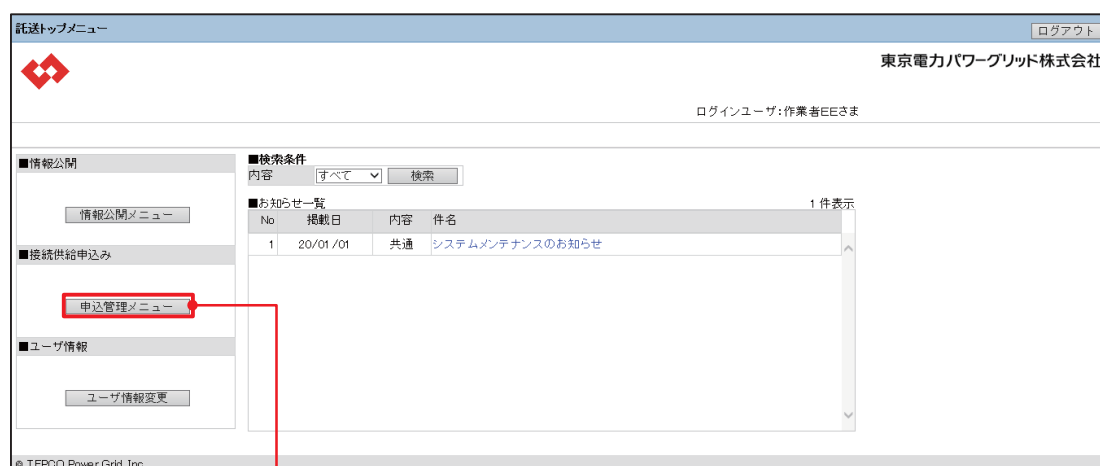 託送トップメニュー
ログアウト
東京電力パワーグリッド株式会社
ログインユーザ:作業者EEさま
■情報公開
情報公開メニュー
■接続供給申込み
申込管理メニュー
■ユーザ情報
ユーザ情報変更
■検索条件
内容 すべて 検索
■お知らせ一覧 1 件表示
No 掲載日 内容 件名
1 20/01/01 共通 システムメンテナンスのお知らせ
© TEPCO Power Grid, Inc.